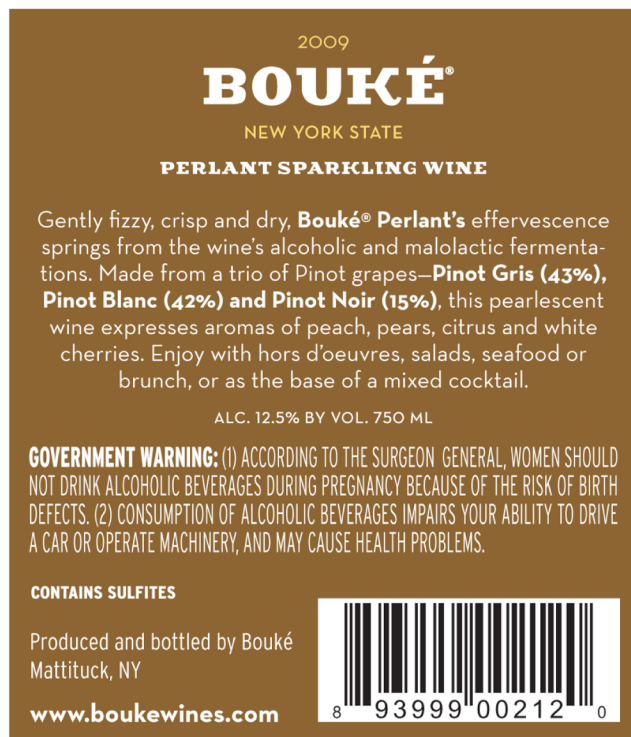 2009
BOUKÉ®
NEW YORK STATE
PERLANT SPARKLING WINE
Gently fizzy, crisp and dry, Bouké® Perlant's effervescence
springs from the wine's alcoholic and malolactic fermenta-
tions. Made from a trio of Pinot grapes—Pinot Gris (43%),
Pinot Blanc (42%) and Pinot Noir (15%), this pearlescent
wine expresses aromas of peach, pears, citrus and white
cherries. Enjoy with hors d'oeuvres, salads, seafood or
brunch, or as the base of a mixed cocktail.
ALC. 12.5% BY VOL. 750 ML
GOVERNMENT WARNING: (1) ACCORDING TO THE SURGEON GENERAL, WOMEN SHOULD
NOT DRINK ALCOHOLIC BEVERAGES DURING PREGNANCY BECAUSE OF THE RISK OF BIRTH
DEFECTS. (2) CONSUMPTION OF ALCOHOLIC BEVERAGES IMPAIRS YOUR ABILITY TO DRIVE
A CAR OR OPERATE MACHINERY, AND MAY CAUSE HEALTH PROBLEMS.
CONTAINS SULFITES
Produced and bottled by Bouké
Mattituck, NY
www.boukewines.com
8 93999 00212 0